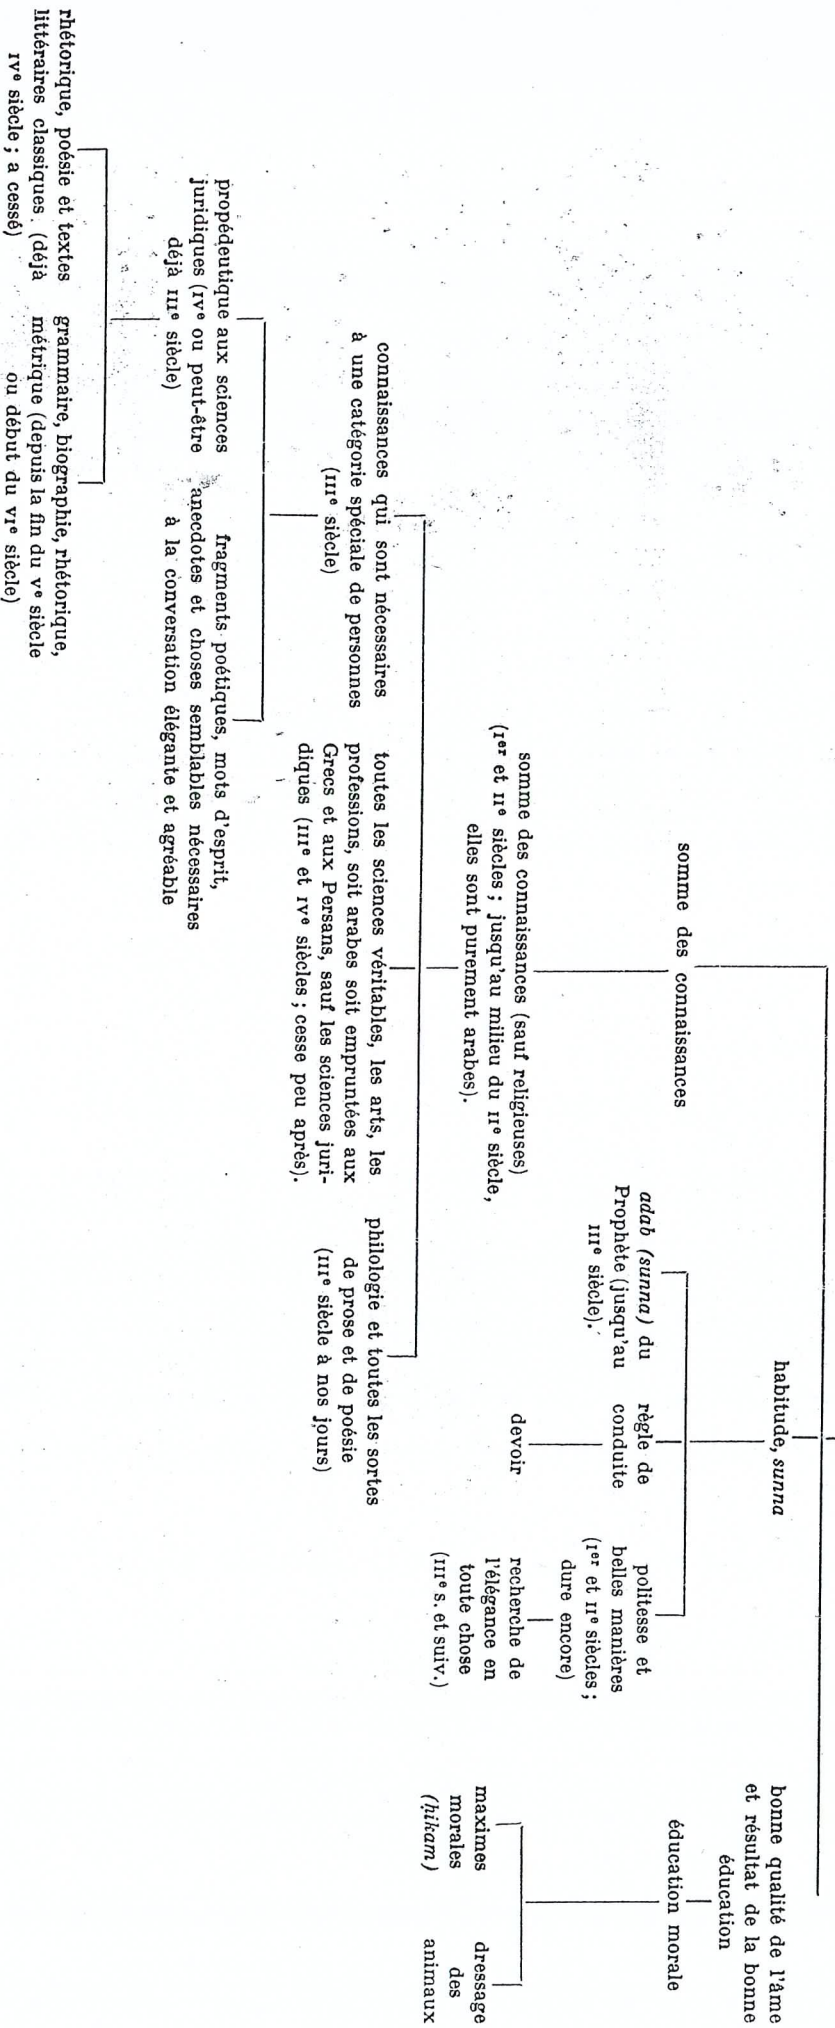 habitude, sunna
bonne qualité de l'âme
et résultat de la bonne
éducation
somme des connaissances
adab (sunna) du
Prophète (jusqu'au
IIIe siècle).
règle de
conduite
politesse et
belles manières
(Ier et IIe siècles ;
dure encore)
éducation morale
somme des connaissances (sauf religieuses)
(Ier et IIe siècles ; jusqu'au milieu du IIe siècle,
elles sont purement arabes).
devoir
recherche de
l'élégance en
toute chose
(IIIe s. et suiv.)
maximes
morales
(ḥikam)
dressage
des
animaux
connaissances qui sont nécessaires
à une catégorie spéciale de personnes
(IIIe siècle)
toutes les sciences véritables, les arts, les
professions, soit arabes soit empruntées aux
Grecs et aux Persans, sauf les sciences juri-
diques (IIIe et IVe siècles ; cesse peu après).
philologie et toutes les sortes
de prose et de poésie
(IIIe siècle à nos jours)
propédeutique aux sciences
juridiques (IVe ou peut-être
déjà IIIe siècle)
fragments poétiques, mots d'esprit,
anecdotes et choses semblables nécessaires
à la conversation élégante et agréable
rhétorique, poésie et textes
littéraires classiques (déjà
IVe siècle ; a cessé)
grammaire, biographie, rhétorique,
métrique (depuis la fin du Ve siècle
ou début du VIe siècle)